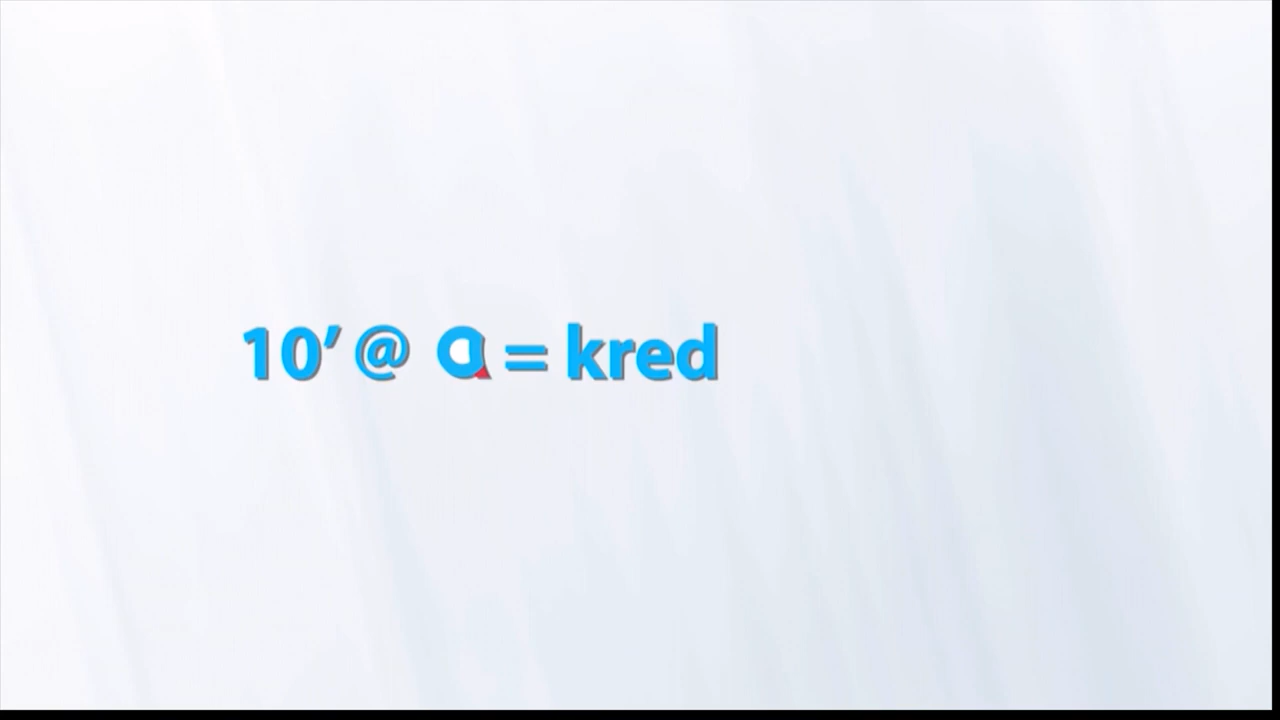 10’ @ a = kred